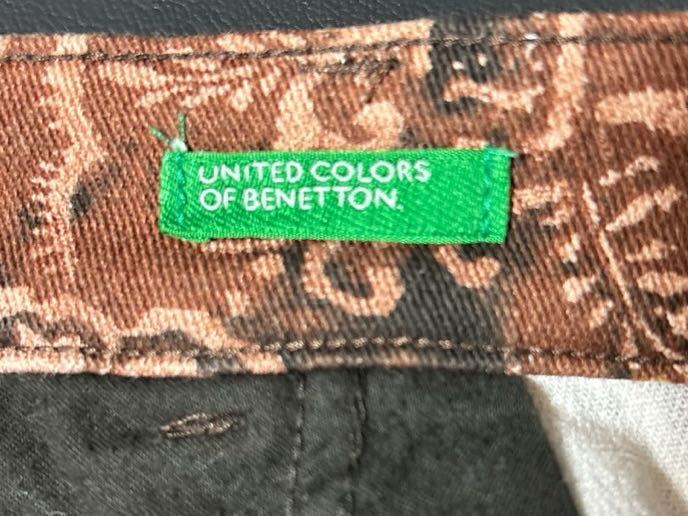 UNITED COLORS
OF BENETTON.